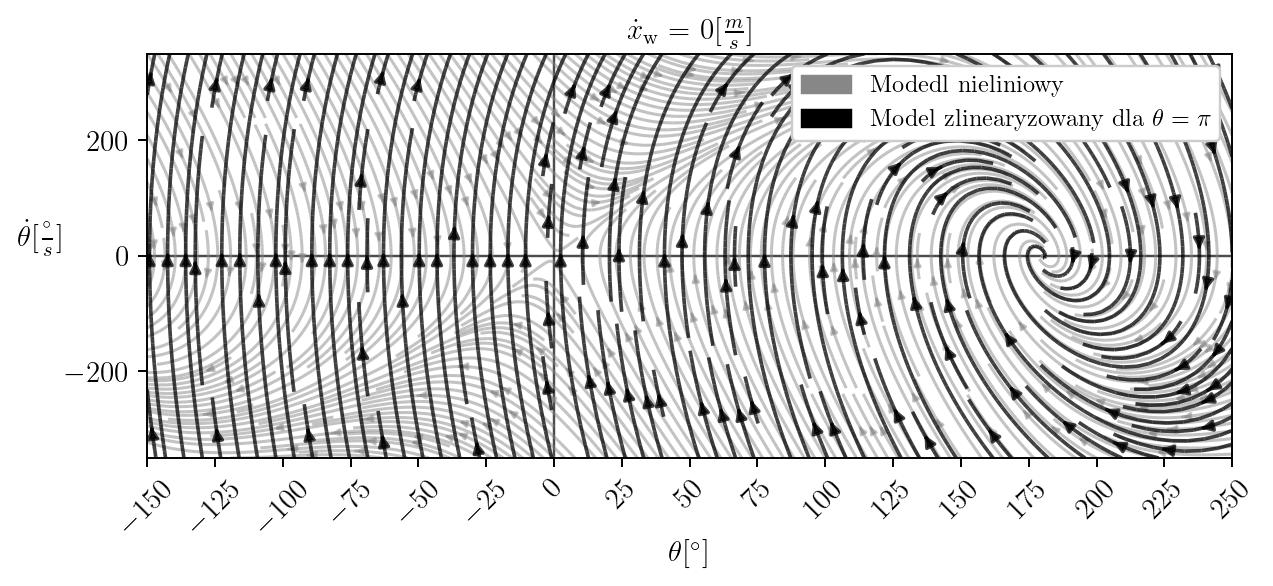 ẋ_w = 0[m/s]
Modedl nieliniowy
Model zlinearyzowany dla θ = π
θ̇[°/s]
200
0
−200
−150 −125 −100 −75 −50 −25 0 25 50 75 100 125 150 175 200 225 250
θ[°]